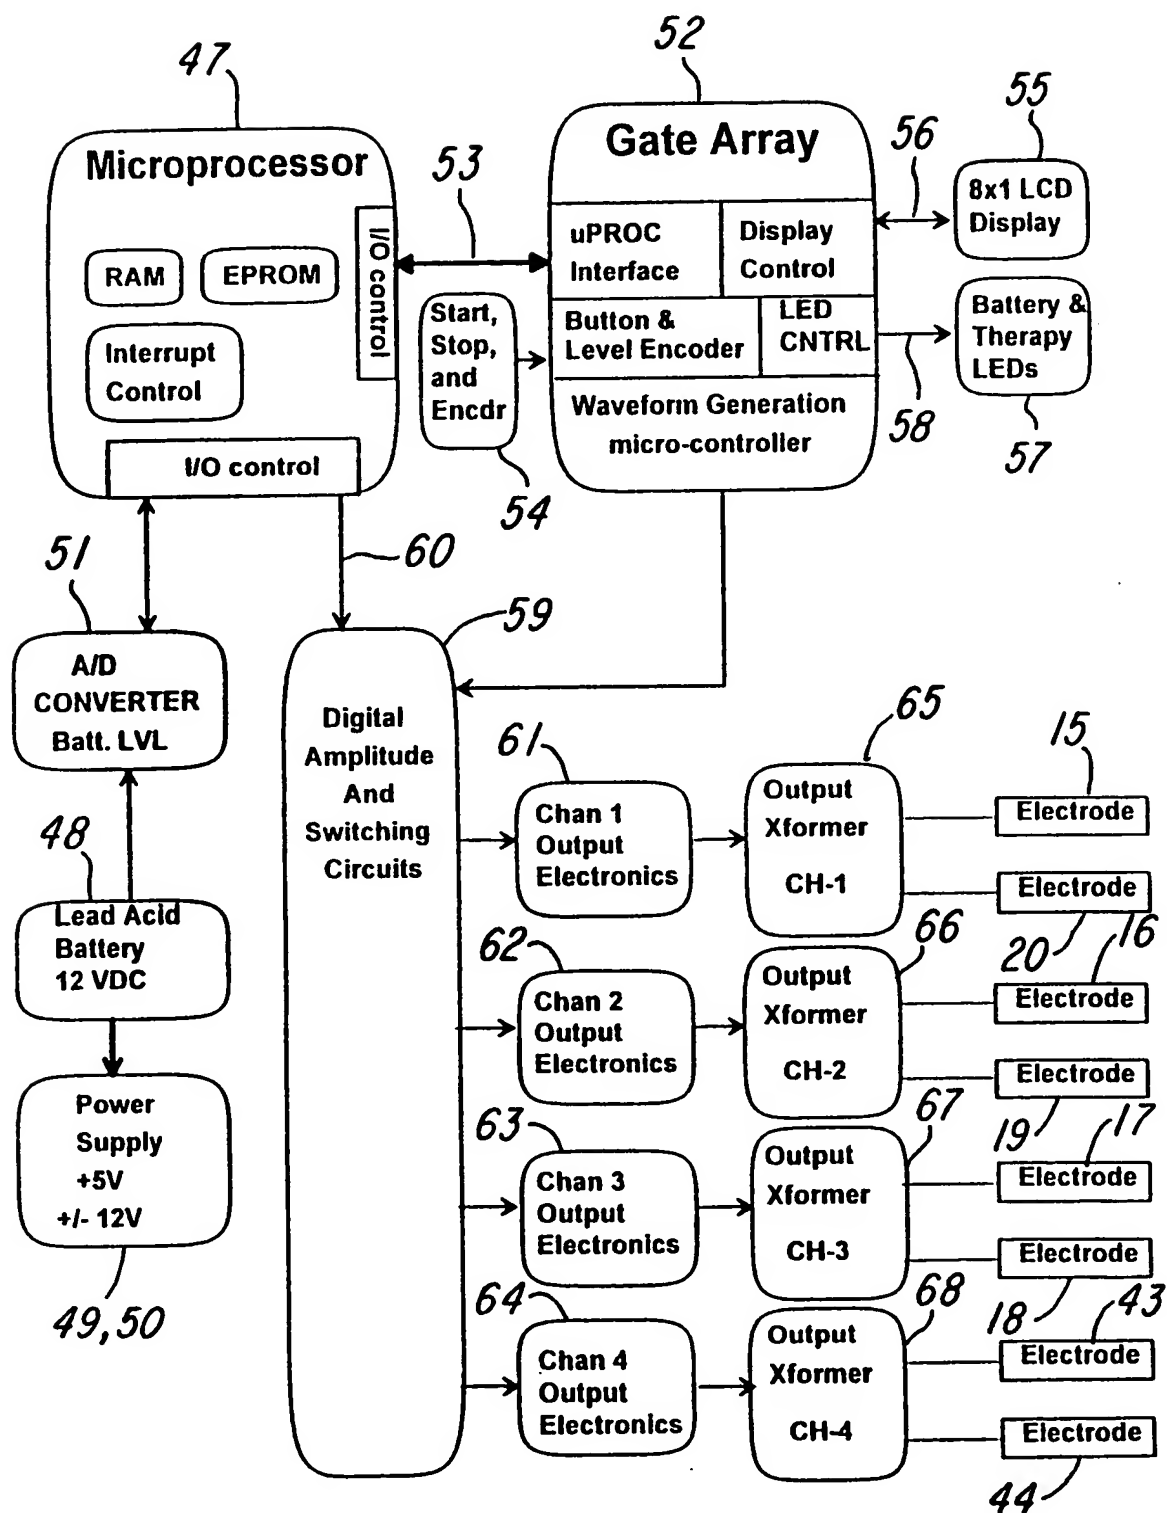 47
52
55
Microprocessor
Gate Array
53
56
8x1 LCD
Display
I/O control
uPROC
Interface
Display
Control
RAM
EPROM
Start,
Stop,
and
Encdr
Button &
Level Encoder
LED
CNTRL
Battery &
Therapy
LEDs
Interrupt
Control
Waveform Generation
micro-controller
58
57
I/O control
54
51
60
59
A/D
CONVERTER
Batt. LVL
Digital
Amplitude
And
Switching
Circuits
61
65
15
Chan 1
Output
Electronics
Output
Xformer
CH-1
Electrode
Electrode
48
Lead Acid
Battery
12 VDC
62
66
20
16
Chan 2
Output
Electronics
Output
Xformer
CH-2
Electrode
Electrode
Power
Supply
+5V
+/- 12V
49,50
63
67
19
17
Chan 3
Output
Electronics
Output
Xformer
CH-3
Electrode
Electrode
64
68
18
43
Chan 4
Output
Electronics
Output
Xformer
CH-4
Electrode
Electrode
44